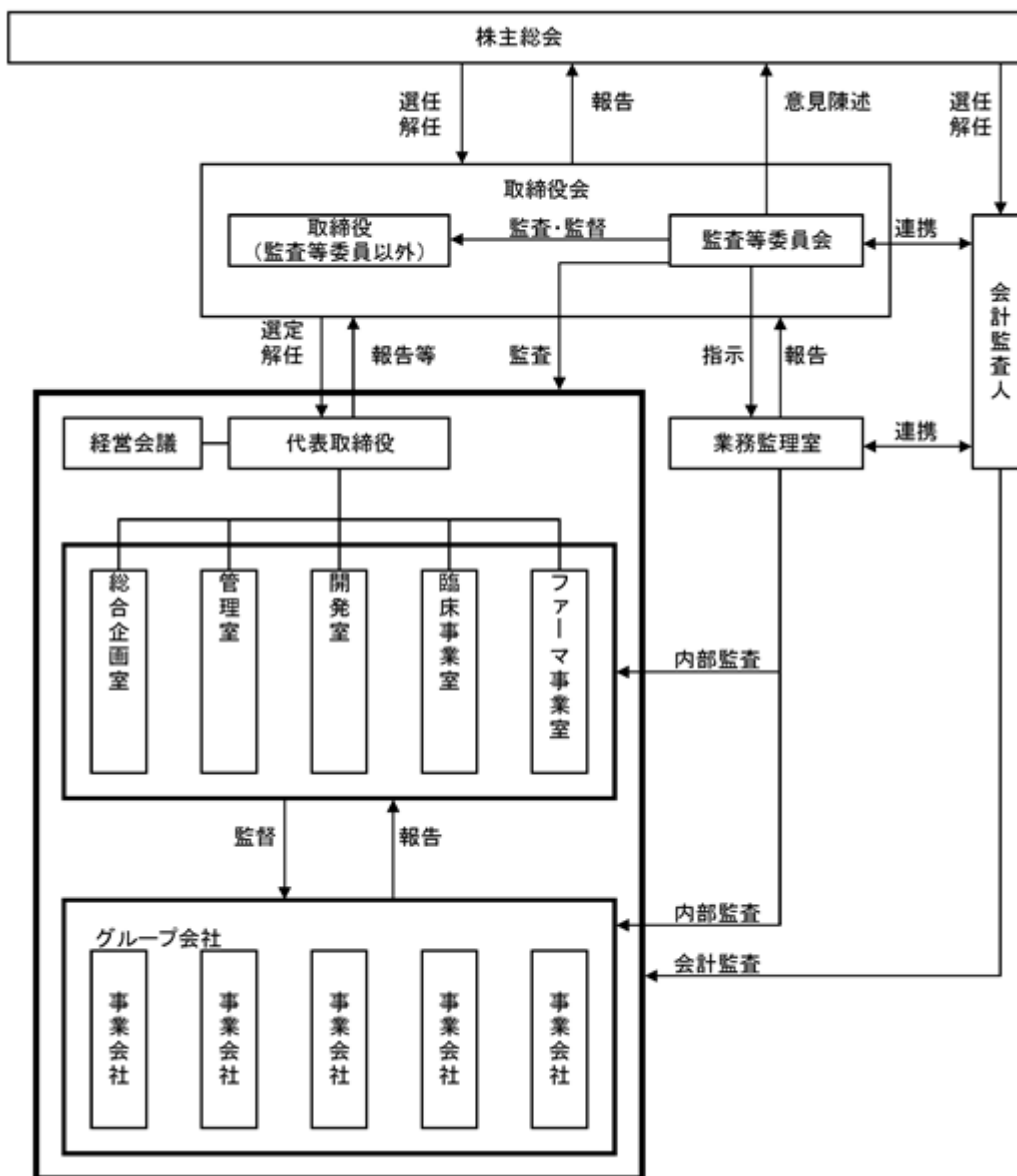 株主総会
選任
解任
報告
意見陳述
選任
解任
取締役会
取締役
(監査等委員以外)
監査・監督
監査等委員会
連携
会計監査人
選定
解任
報告等
監査
指示
報告
経営会議
代表取締役
業務監理室
連携
総合企画室
管理室
開発室
臨床事業室
ファーマ事業室
内部監査
監督
報告
内部監査
グループ会社
会計監査
事業会社
事業会社
事業会社
事業会社
事業会社